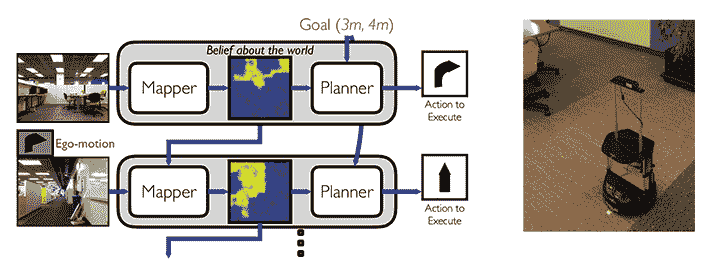 Goal (3m, 4m)
Belief about the world
Mapper
Planner
Action to
Execute
Ego-motion
Mapper
Planner
Action to
Execute